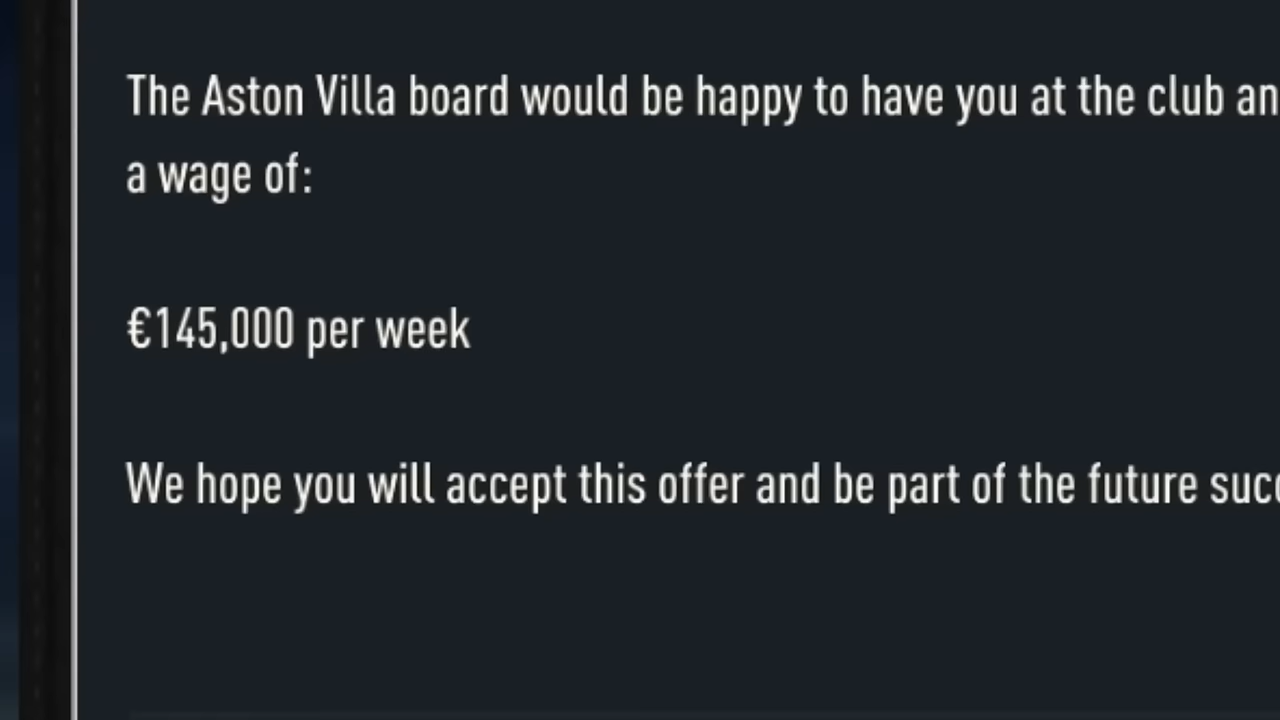 The Aston Villa board would be happy to have you at the club an
a wage of:
€145,000 per week
We hope you will accept this offer and be part of the future succ